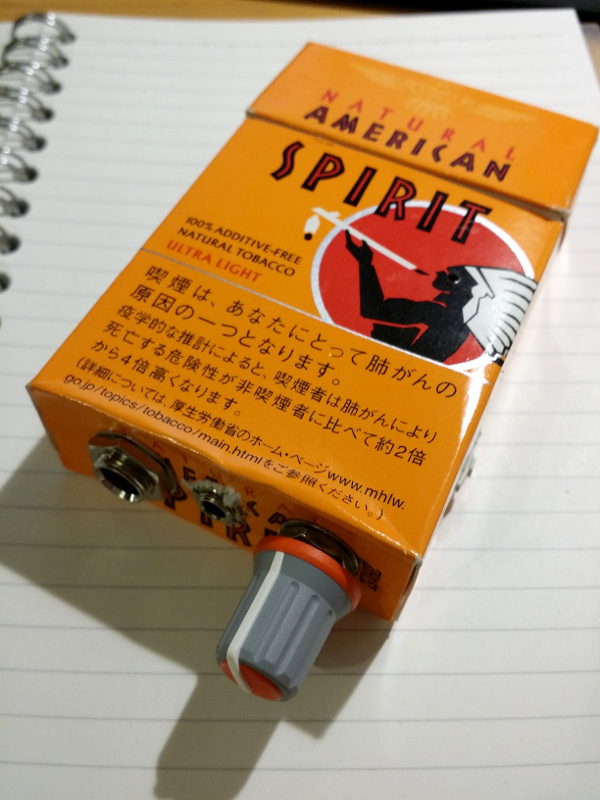 NATURAL
AMERICAN
SPIRIT
100% ADDITIVE-FREE
NATURAL TOBACCO
ULTRA LIGHT
喫煙は、あなたにとって肺がんの
原因の一つとなります。
疫学的な推計によると、喫煙者は肺がんにより
死亡する危険性が非喫煙者に比べて約2倍
から4倍高くなります。
(詳細については、厚生労働省のホーム・ページwww.mhlw.
go.jp/topics/tobacco/main.htmlをご参照ください。)